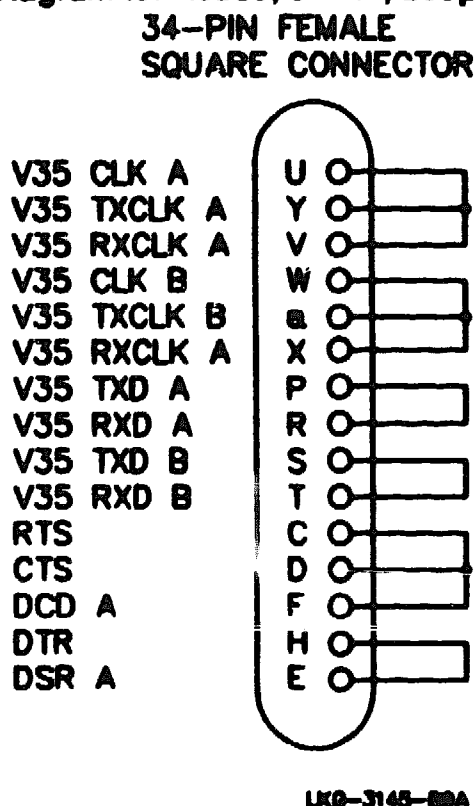 34-PIN FEMALE
SQUARE CONNECTOR
V35 CLK A U
V35 TXCLK A Y
V35 RXCLK A V
V35 CLK B W
V35 TXCLK B a
V35 RXCLK A X
V35 TXD A P
V35 RXD A R
V35 TXD B S
V35 RXD B T
RTS C
CTS D
DCD A F
DTR H
DSR A E